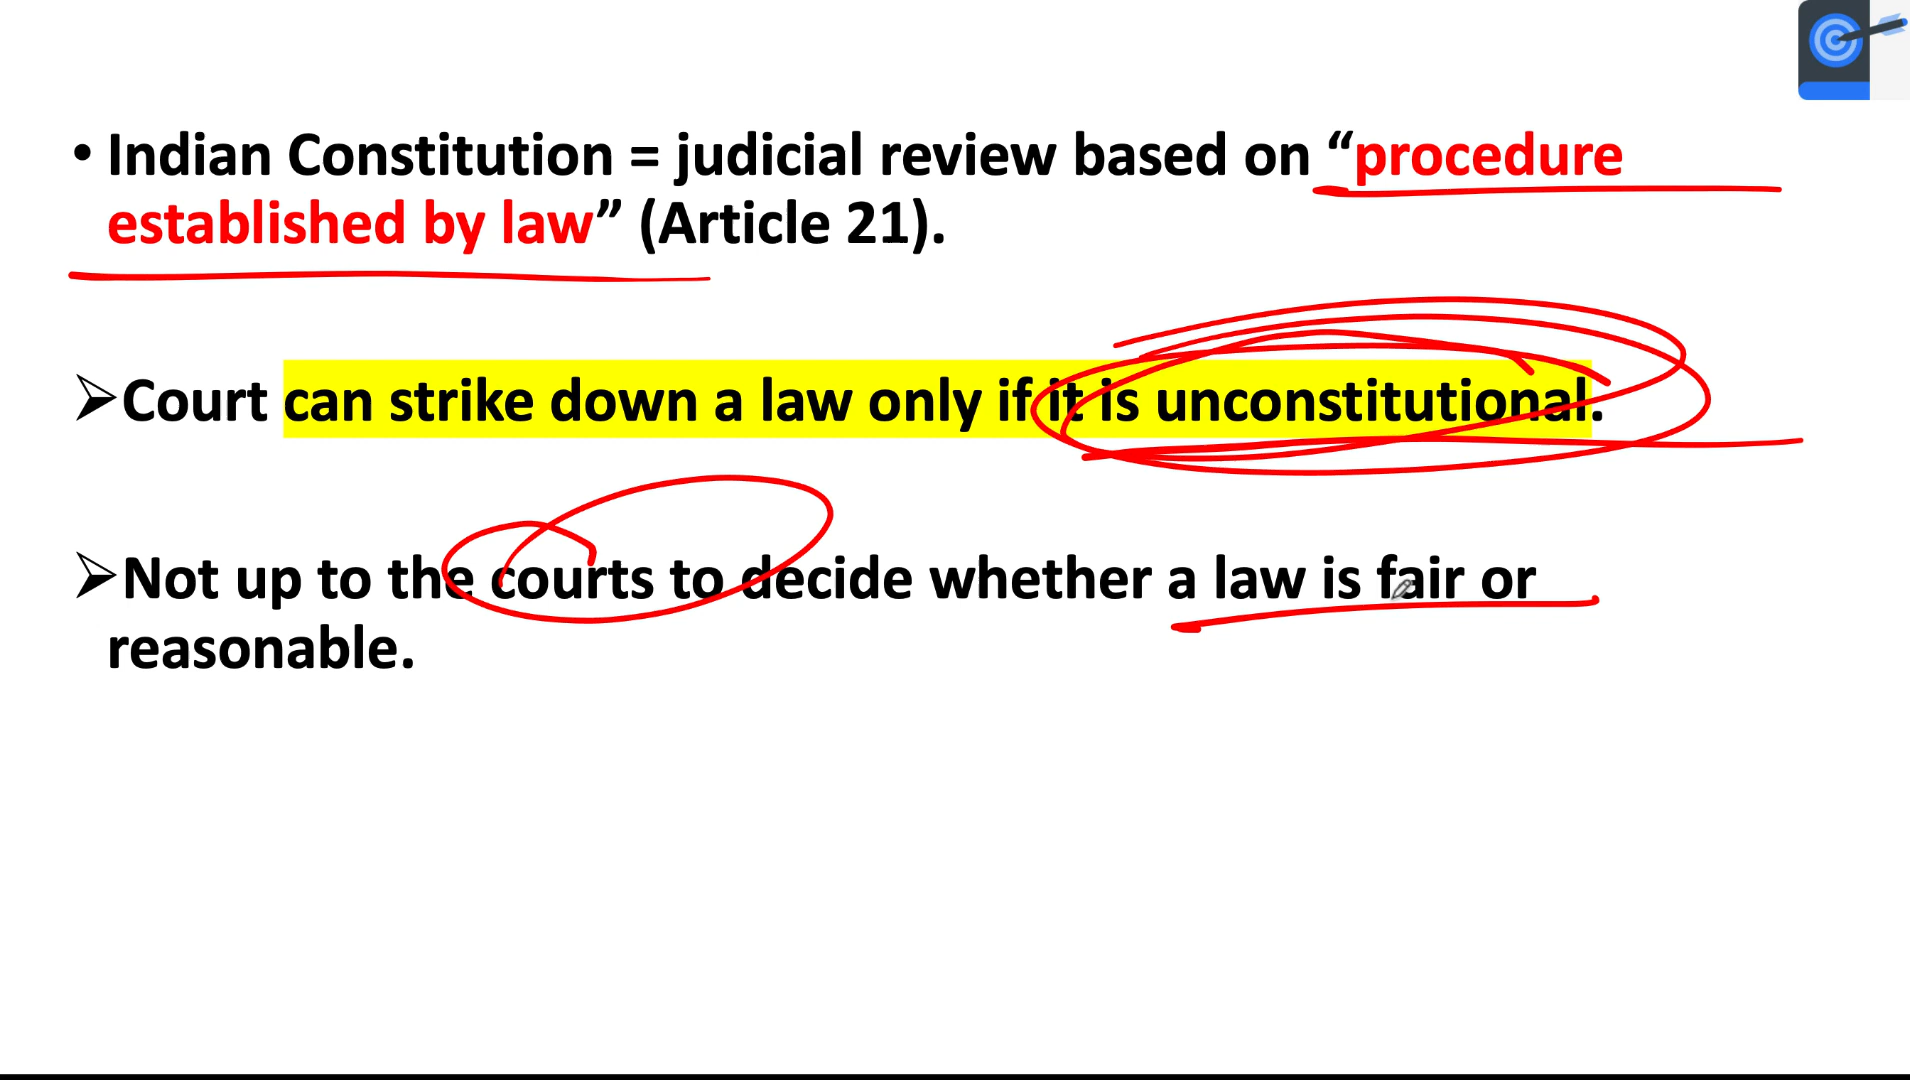 • Indian Constitution = judicial review based on “procedure
established by law” (Article 21).
➢Court can strike down a law only if it is unconstitutional.
➢Not up to the courts to decide whether a law is fair or
reasonable.